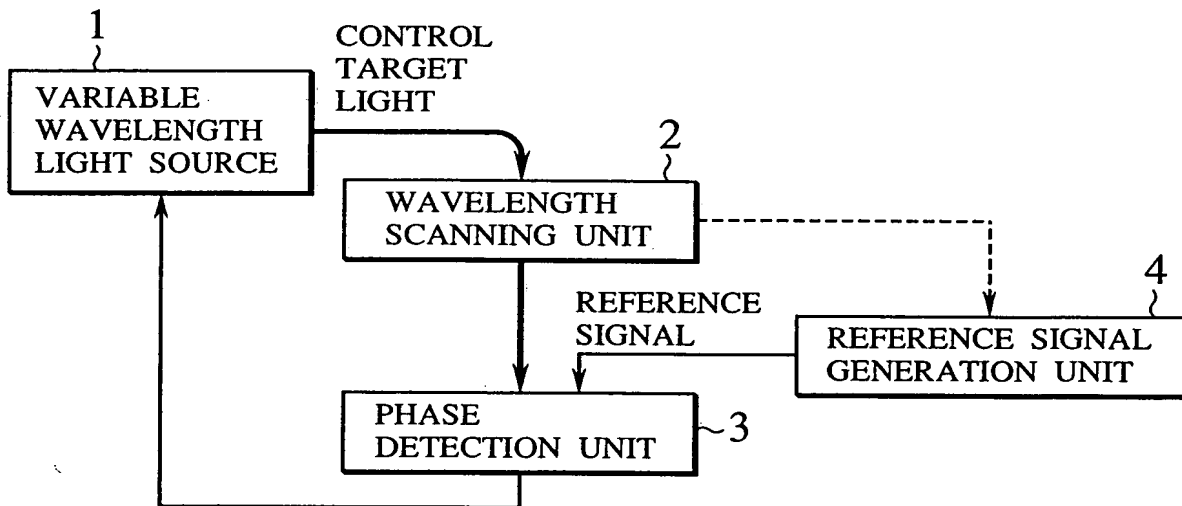 1
VARIABLE
WAVELENGTH
LIGHT SOURCE
CONTROL
TARGET
LIGHT
2
WAVELENGTH
SCANNING UNIT
REFERENCE
SIGNAL
4
REFERENCE SIGNAL
GENERATION UNIT
PHASE
DETECTION UNIT
3